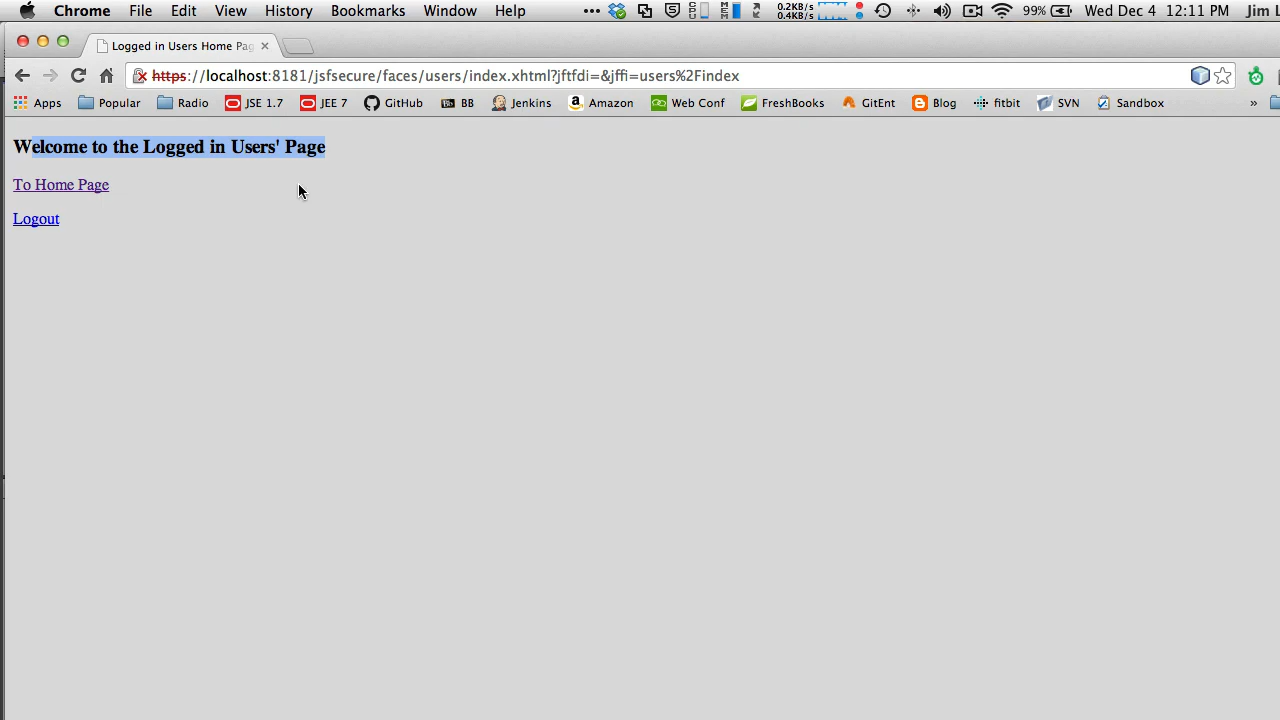 Chrome File Edit View History Bookmarks Window Help ••• 0.2KB/s 0.4KB/s 99% Wed Dec 4 12:11 PM Jim L
Logged in Users Home Pag
https://localhost:8181/jsfsecure/faces/users/index.xhtml?jftfdi=&jffi=users%2Findex
Apps Popular Radio JSE 1.7 JEE 7 GitHub BB Jenkins Amazon Web Conf FreshBooks GitEnt Blog fitbit SVN Sandbox »
Welcome to the Logged in Users' Page
To Home Page
Logout